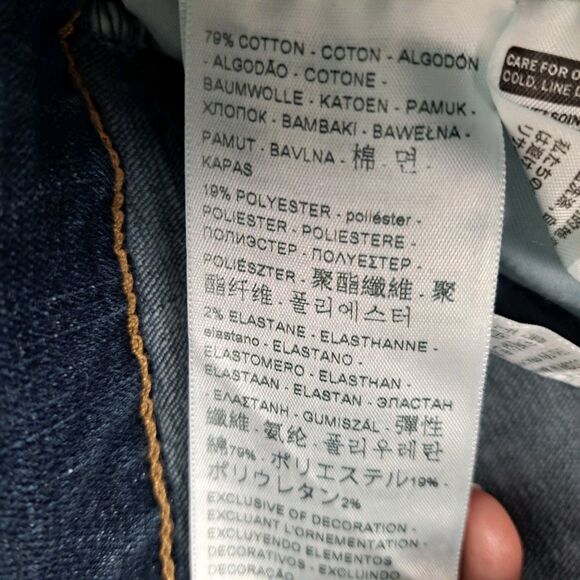 79% COTTON - COTON - ALGODÓN
- ALGODÃO - COTONE -
BAUMWOLLE - KATOEN - PAMUK -
ХЛОПОК - BAMBAKI - BAWEŁNA -
PAMUT - BAVLNA - 棉 - 면 -
KAPAS
19% POLYESTER - poliéster -
POLIESTER - POLIESTERE -
ПОЛИЭСТЕР - ΠΟΛΥΕΣΤΕΡ -
POLIÉSZTER - 聚酯纖維 - 聚
酯纤维 - 폴리에스터
2% ELASTANE - ELASTHANNE -
elastano - ELASTANO -
ELASTOMERO - ELASTHAN -
ELASTAAN - ELASTAN - ЭЛАСТАН
- ΕΛΑΣΤΑΝΗ - GUMISZÁL - 彈性
纖維 - 氨纶 - 폴리우레탄
綿79% - ポリエステル19% -
ポリウレタン2%
EXCLUSIVE OF DECORATION -
EXCLUANT L'ORNEMENTATION -
EXCLUYENDO ELEMENTOS
DECORATIVOS -
CARE FOR
COLD, LINE